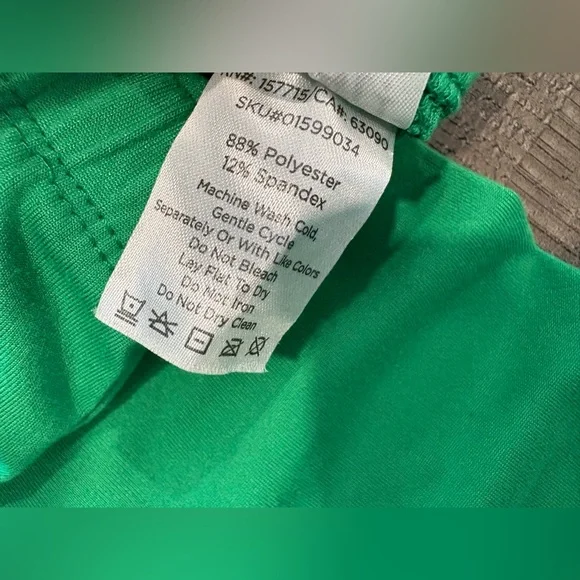 RN#: 157715/CA#: 63090
SKU#01599034
88% Polyester
12% Spandex
Machine Wash Cold,
Gentle Cycle
Separately Or With Like Colors
Do Not Bleach
Lay Flat To Dry
Do Not Iron
Do Not Dry Clean